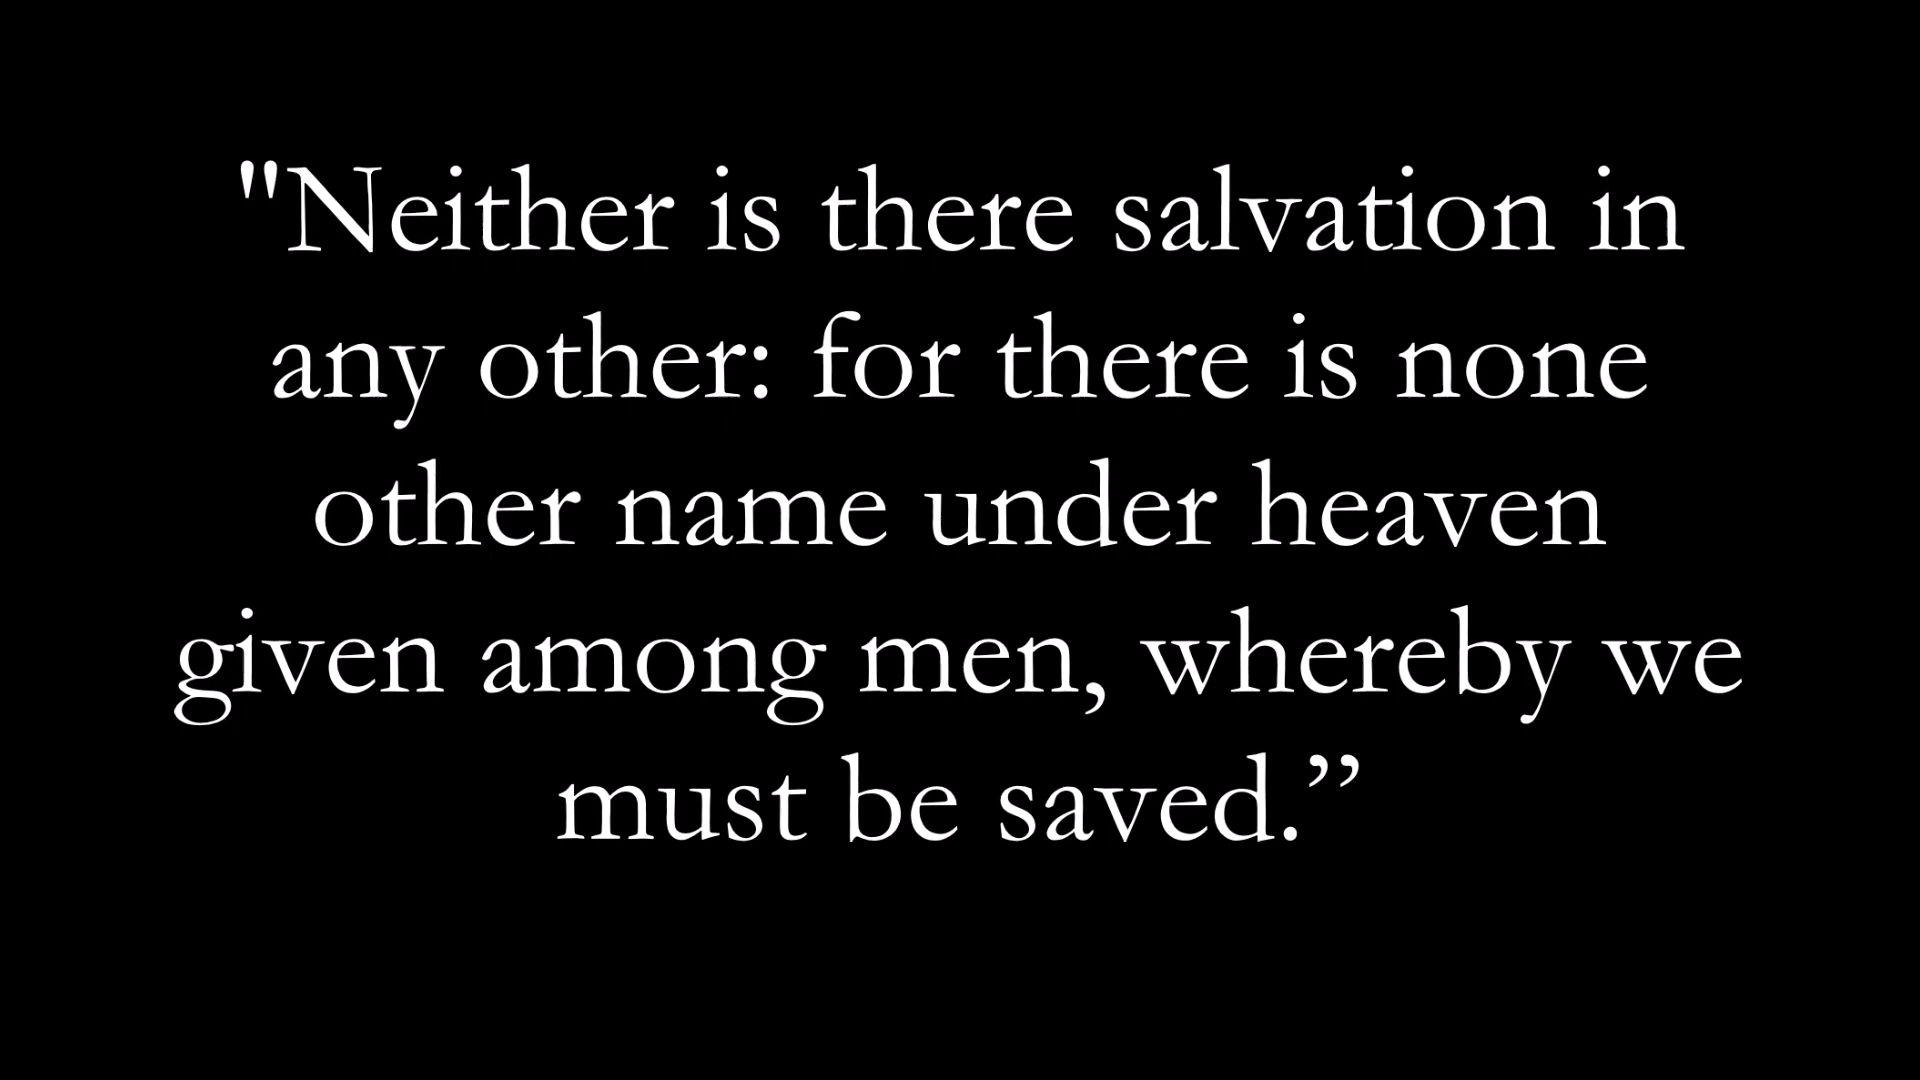 "Neither is there salvation in
any other: for there is none
other name under heaven
given among men, whereby we
must be saved.”